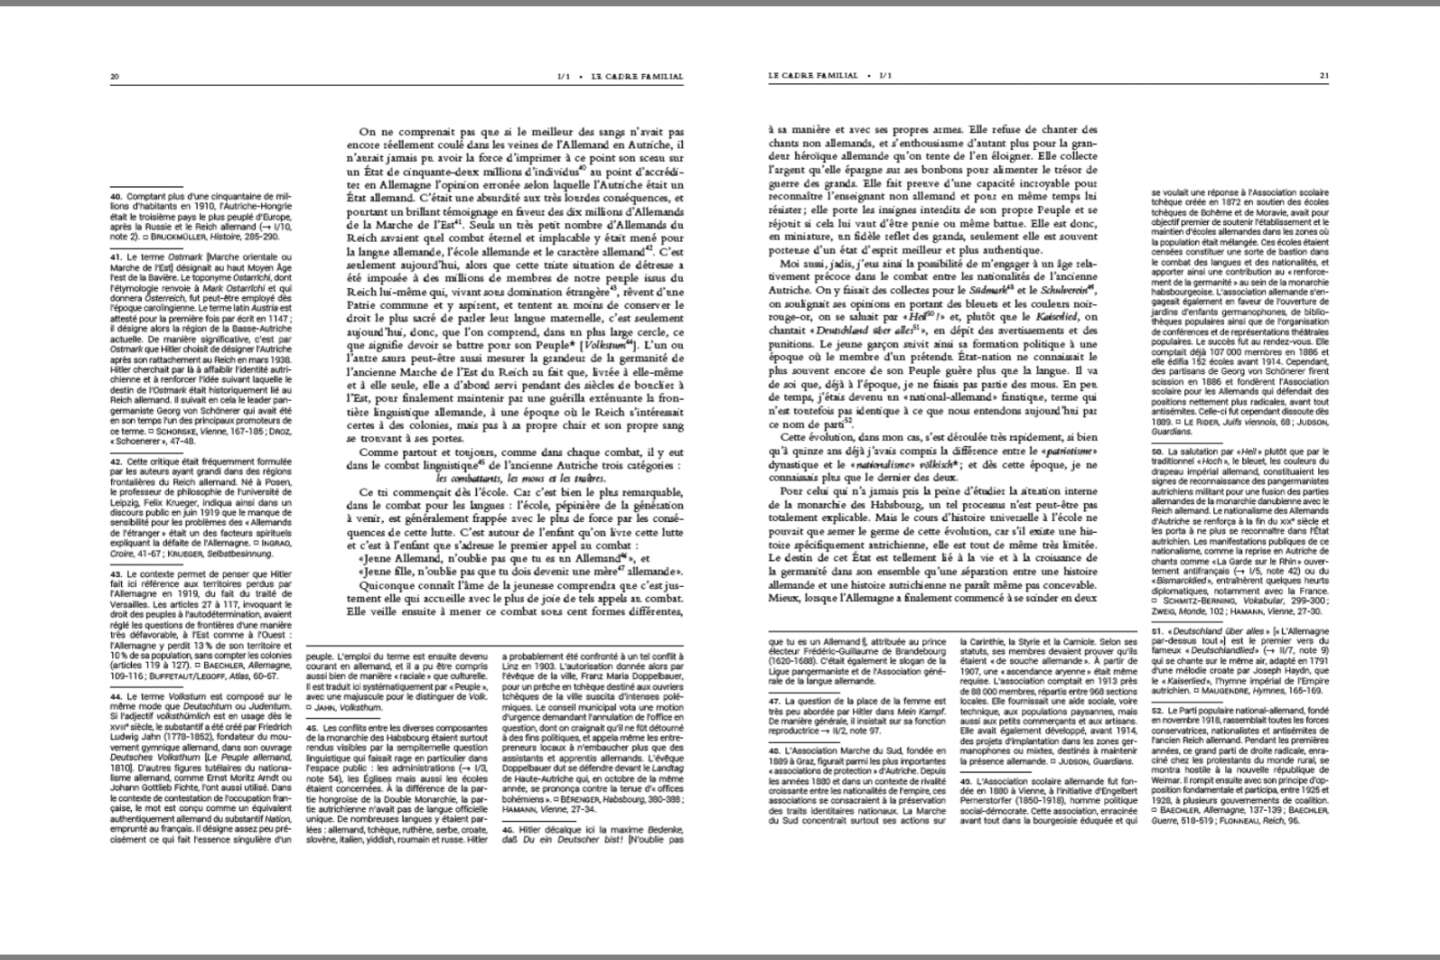 20
I/1 • LE CADRE FAMILIAL
On ne comprenait pas que si le meilleur des sangs n'avait pas
encore réellement coulé dans les veines de l'Allemand en Autriche, il
n'aurait jamais pu avoir la force d'imprimer à ce point son sceau sur
un État de cinquante-deux millions d'individus40 au point d'accrédi-
ter en Allemagne l'opinion erronée selon laquelle l'Autriche était un
État allemand. C'était une absurdité aux très lourdes conséquences, et
pourtant un brillant témoignage en faveur des dix millions d'Allemands
de la Marche de l'Est41. Seuls un très petit nombre d'Allemands du
Reich savaient quel combat éternel et implacable y était mené pour
la langue allemande, l'école allemande et le caractère allemand42. C'est
seulement aujourd'hui, alors que cette triste situation de détresse a
été imposée à des millions de membres de notre peuple issus du
Reich lui-même qui, vivant sous domination étrangère43, rêvent d'une
Patrie commune et y aspirent, et tentent au moins de conserver le
droit le plus sacré de parler leur langue maternelle, c'est seulement
aujourd'hui, donc, que l'on comprend, dans un plus large cercle, ce
que signifie devoir se battre pour son Peuple* [Volkstum44]. L'un ou
l'autre saura peut-être aussi mesurer la grandeur de la germanité de
l'ancienne Marche de l'Est du Reich au fait que, livrée à elle-même
et à elle seule, elle a d'abord servi pendant des siècles de bouclier à
l'Est, pour finalement maintenir par une guérilla exténuante la fron-
tière linguistique allemande, à une époque où le Reich s'intéressait
certes à des colonies, mais pas à sa propre chair et son propre sang
se trouvant à ses portes.
Comme partout et toujours, comme dans chaque combat, il y eut
dans le combat linguistique45 de l'ancienne Autriche trois catégories :
les combattants, les mous et les traîtres.
Ce tri commençait dès l'école. Car c'est bien le plus remarquable,
dans le combat pour les langues : l'école, pépinière de la génération
à venir, est généralement frappée avec le plus de force par les consé-
quences de cette lutte. C'est autour de l'enfant qu'on livre cette lutte
et c'est à l'enfant que s'adresse le premier appel au combat :
«Jeune Allemand, n'oublie pas que tu es un Allemand46», et
«Jeune fille, n'oublie pas que tu dois devenir une mère47 allemande».
Quiconque connaît l'âme de la jeunesse comprendra que c'est jus-
tement elle qui accueille avec le plus de joie de tels appels au combat.
Elle veille ensuite à mener ce combat sous cent formes différentes,
40. Comptant plus d'une cinquantaine de mil-
lions d'habitants en 1910, l'Autriche-Hongrie
était le troisième pays le plus peuplé d'Europe,
après la Russie et le Reich allemand (→ I/10,
note 2). □ BRUCKMÜLLER, Histoire, 285-290.
41. Le terme Ostmark [Marche orientale ou
Marche de l'Est] désignait au haut Moyen Âge
l'est de la Bavière. Le toponyme Ostarrîchi, dont
l'étymologie renvoie à Mark Ostarrîchi et qui
donnera Österreich, fut peut-être employé dès
l'époque carolingienne. Le terme latin Austria est
attesté pour la première fois par écrit en 1147 ;
il désigne alors la région de la Basse-Autriche
actuelle. De manière significative, c'est par
Ostmark que Hitler choisit de désigner l'Autriche
après son rattachement au Reich en mars 1938.
Hitler cherchait par là à affaiblir l'identité autri-
chienne et à renforcer l'idée suivant laquelle le
destin de l'Ostmark était historiquement lié au
Reich allemand. Il suivait en cela le leader pan-
germaniste Georg von Schönerer qui avait été
en son temps l'un des principaux promoteurs de
ce terme. □ SCHORSKE, Vienne, 167-185 ; DROZ,
« Schoenerer », 47-48.
42. Cette critique était fréquemment formulée
par les auteurs ayant grandi dans des régions
frontalières du Reich allemand. Né à Posen,
le professeur de philosophie de l'université de
Leipzig, Felix Krueger, indiqua ainsi dans un
discours public en juin 1919 que le manque de
sensibilité pour les problèmes des « Allemands
de l'étranger » était un des facteurs spirituels
expliquant la défaite de l'Allemagne. □ INGRAO,
Croire, 41-67 ; KRUEGER, Selbstbesinnung.
43. Le contexte permet de penser que Hitler
fait ici référence aux territoires perdus par
l'Allemagne en 1919, du fait du traité de
Versailles. Les articles 27 à 117, invoquant le
droit des peuples à l'autodétermination, avaient
réglé les questions de frontières d'une manière
très défavorable, à l'Est comme à l'Ouest :
l'Allemagne y perdit 13 % de son territoire et
10 % de sa population, sans compter les colonies
(articles 119 à 127). □ BAECHLER, Allemagne,
109-116 ; BUFFETAUT/LEGOFF, Atlas, 60-67.
44. Le terme Volkstum est composé sur le
même mode que Deutschtum ou Judentum.
Si l'adjectif volksthümlich est en usage dès le
XVIIe siècle, le substantif a été créé par Friedrich
Ludwig Jahn (1778-1852), fondateur du mou-
vement gymnique allemand, dans son ouvrage
Deutsches Volksthum [Le Peuple allemand,
1810]. D'autres figures tutélaires du nationa-
lisme allemand, comme Ernst Moritz Arndt ou
Johann Gottlieb Fichte, l'ont aussi utilisé. Dans
le contexte de contestation de l'occupation fran-
çaise, le mot est conçu comme un équivalent
authentiquement allemand du substantif Nation,
emprunté au français. Il désigne assez peu pré-
cisément ce qui fait l'essence singulière d'un
peuple. L'emploi du terme est ensuite devenu
courant en allemand, et il a pu être compris
aussi bien de manière « raciale » que culturelle.
Il est traduit ici systématiquement par « Peuple »,
avec majuscule pour le distinguer de Volk.
□ JAHN, Volksthum.
45. Les conflits entre les diverses composantes
de la monarchie des Habsbourg étaient surtout
rendus visibles par la sempiternelle question
linguistique qui faisait rage en particulier dans
l'espace public : les administrations (→ I/3,
note 54), les Églises mais aussi les écoles
étaient concernées. À la différence de la par-
tie hongroise de la Double Monarchie, la par-
tie autrichienne n'avait pas de langue officielle
unique. De nombreuses langues y étaient par-
lées : allemand, tchèque, ruthène, serbe, croate,
slovène, italien, yiddish, roumain et russe. Hitler
a probablement été confronté à un tel conflit à
Linz en 1903. L'autorisation donnée alors par
l'évêque de la ville, Franz Maria Doppelbauer,
pour un prêche en tchèque destiné aux ouvriers
tchèques de la ville suscita d'intenses polé-
miques. Le conseil municipal vota une motion
d'urgence demandant l'annulation de l'office en
question, dont on craignait qu'il ne fût détourné
à des fins politiques, et appela même les entre-
preneurs locaux à n'embaucher plus que des
assistants et apprentis allemands. L'évêque
Doppelbauer dut se défendre devant le Landtag
de Haute-Autriche qui, en octobre de la même
année, se prononça contre la tenue d'« offices
bohémiens ». □ BÉRENGER, Habsbourg, 380-388 ;
HAMANN, Vienne, 27-34.
46. Hitler décalque ici la maxime Bedenke,
daß Du ein Deutscher bist! [N'oublie pas
LE CADRE FAMILIAL • I/1
21
à sa manière et avec ses propres armes. Elle refuse de chanter des
chants non allemands, et s'enthousiasme d'autant plus pour la gran-
deur héroïque allemande qu'on tente de l'en éloigner. Elle collecte
l'argent qu'elle épargne sur ses bonbons pour alimenter le trésor de
guerre des grands. Elle fait preuve d'une capacité incroyable pour
reconnaître l'enseignant non allemand et pour en même temps lui
résister ; elle porte les insignes interdits de son propre Peuple et se
réjouit si cela lui vaut d'être punie ou même battue. Elle est donc,
en miniature, un fidèle reflet des grands, seulement elle est souvent
porteuse d'un état d'esprit meilleur et plus authentique.
Moi aussi, jadis, j'eus ainsi la possibilité de m'engager à un âge rela-
tivement précoce dans le combat entre les nationalités de l'ancienne
Autriche. On y faisait des collectes pour le Südmark48 et le Schulverein49,
on soulignait ses opinions en portant des bleuets et les couleurs noir-
rouge-or, on se saluait par «Heil50 !» et, plutôt que le Kaiserlied, on
chantait «Deutschland über alles51», en dépit des avertissements et des
punitions. Le jeune garçon suivit ainsi sa formation politique à une
époque où le membre d'un prétendu État-nation ne connaissait le
plus souvent encore de son Peuple guère plus que la langue. Il va
de soi que, déjà à l'époque, je ne faisais pas partie des mous. En peu
de temps, j'étais devenu un «national-allemand» fanatique, terme qui
n'est toutefois pas identique à ce que nous entendons aujourd'hui par
ce nom de parti52.
Cette évolution, dans mon cas, s'est déroulée très rapidement, si bien
qu'à quinze ans déjà j'avais compris la différence entre le «patriotisme»
dynastique et le «nationalisme» völkisch* ; et dès cette époque, je ne
connaissais plus que le dernier des deux.
Pour celui qui n'a jamais pris la peine d'étudier la situation interne
de la monarchie des Habsbourg, un tel processus n'est peut-être pas
totalement explicable. Mais le cours d'histoire universelle à l'école ne
pouvait que semer le germe de cette évolution, car s'il existe une his-
toire spécifiquement autrichienne, elle est tout de même très limitée.
Le destin de cet État est tellement lié à la vie et à la croissance de
la germanité dans son ensemble qu'une séparation entre une histoire
allemande et une histoire autrichienne ne paraît même pas concevable.
Mieux, lorsque l'Allemagne a finalement commencé à se scinder en deux
que tu es un Allemand !], attribuée au prince
électeur Frédéric-Guillaume de Brandebourg
(1620-1688). C'était également le slogan de la
Ligue pangermaniste et de l'Association géné-
rale de la langue allemande.
47. La question de la place de la femme est
très peu abordée par Hitler dans Mein Kampf.
De manière générale, il insistait sur sa fonction
reproductrice → II/2, note 97.
48. L'Association Marche du Sud, fondée en
1889 à Graz, figurait parmi les plus importantes
« associations de protection » d'Autriche. Depuis
les années 1880 et dans un contexte de rivalité
croissante entre les nationalités de l'empire, ces
associations se consacraient à la préservation
des traits identitaires nationaux. La Marche
du Sud concentrait surtout ses actions sur
la Carinthie, la Styrie et la Carniole. Selon ses
statuts, ses membres devaient prouver qu'ils
étaient « de souche allemande ». À partir de
1907, une « ascendance aryenne » était même
requise. L'association comptait en 1913 près
de 88 000 membres, répartis entre 968 sections
locales. Elle fournissait une aide sociale, voire
technique, aux populations paysannes, mais
aussi aux petits commerçants et aux artisans.
Elle avait également développé, avant 1914,
des projets d'implantation dans les zones ger-
manophones ou mixtes, destinés à maintenir
la présence allemande. □ JUDSON, Guardians.
49. L'Association scolaire allemande fut fon-
dée en 1880 à Vienne, à l'initiative d'Engelbert
Pernerstorfer (1850-1918), homme politique
social-démocrate. Cette association, enracinée
avant tout dans la bourgeoisie éduquée et qui
se voulait une réponse à l'Association scolaire
tchèque créée en 1872 en soutien des écoles
tchèques de Bohême et de Moravie, avait pour
objectif premier de soutenir l'établissement et le
maintien d'écoles allemandes dans les zones où
la population était mélangée. Ces écoles étaient
censées constituer une sorte de bastion dans
le combat des langues et des nationalités, et
apporter ainsi une contribution au « renforce-
ment de la germanité » au sein de la monarchie
habsbourgeoise. L'association allemande s'en-
gageait également en faveur de l'ouverture de
jardins d'enfants germanophones, de biblio-
thèques populaires ainsi que de l'organisation
de conférences et de représentations théâtrales
populaires. Le succès fut au rendez-vous. Elle
comptait déjà 107 000 membres en 1886 et
elle édifia 152 écoles avant 1914. Cependant,
des partisans de Georg von Schönerer firent
scission en 1886 et fondèrent l'Association
scolaire pour les Allemands qui défendait des
positions nettement plus radicales, avant tout
antisémites. Celle-ci fut cependant dissoute dès
1889. □ LE RIDER, Juifs viennois, 68 ; JUDSON,
Guardians.
50. La salutation par « Heil » plutôt que par le
traditionnel « Hoch », le bleuet, les couleurs du
drapeau impérial allemand, constituaient les
signes de reconnaissance des pangermanistes
autrichiens militant pour une fusion des parties
allemandes de la monarchie danubienne avec le
Reich allemand. Le nationalisme des Allemands
d'Autriche se renforça à la fin du XIXe siècle et
les porta à ne plus se reconnaître dans l'État
autrichien. Les manifestations publiques de ce
nationalisme, comme la reprise en Autriche de
chants comme « La Garde sur le Rhin » ouver-
tement antifrançais (→ I/5, note 42) ou du
« Bismarcklied », entraînèrent quelques heurts
diplomatiques, notamment avec la France.
□ SCHMITZ-BERNING, Vokabular, 299-300 ;
ZWEIG, Monde, 102 ; HAMANN, Vienne, 27-30.
51. « Deutschland über alles » [« L'Allemagne
par-dessus tout »] est le premier vers du
fameux « Deutschlandlied » (→ II/7, note 9)
qui se chante sur le même air, adapté en 1791
d'une mélodie créée par Joseph Haydn, que
le « Kaiserlied », l'hymne impérial de l'Empire
autrichien. □ MAUGENDRE, Hymnes, 165-169.
52. Le Parti populaire national-allemand, fondé
en novembre 1918, rassemblait toutes les forces
conservatrices, nationalistes et antisémites de
l'ancien Reich allemand. Pendant les premières
années, ce grand parti de droite radicale, enra-
ciné chez les protestants du monde rural, se
montra hostile à la nouvelle république de
Weimar. Il rompit ensuite avec son principe d'op-
position fondamentale et participa, entre 1925 et
1928, à plusieurs gouvernements de coalition.
□ BAECHLER, Allemagne, 137-139 ; BAECHLER,
Guerre, 518-519 ; FLONNEAU, Reich, 96.